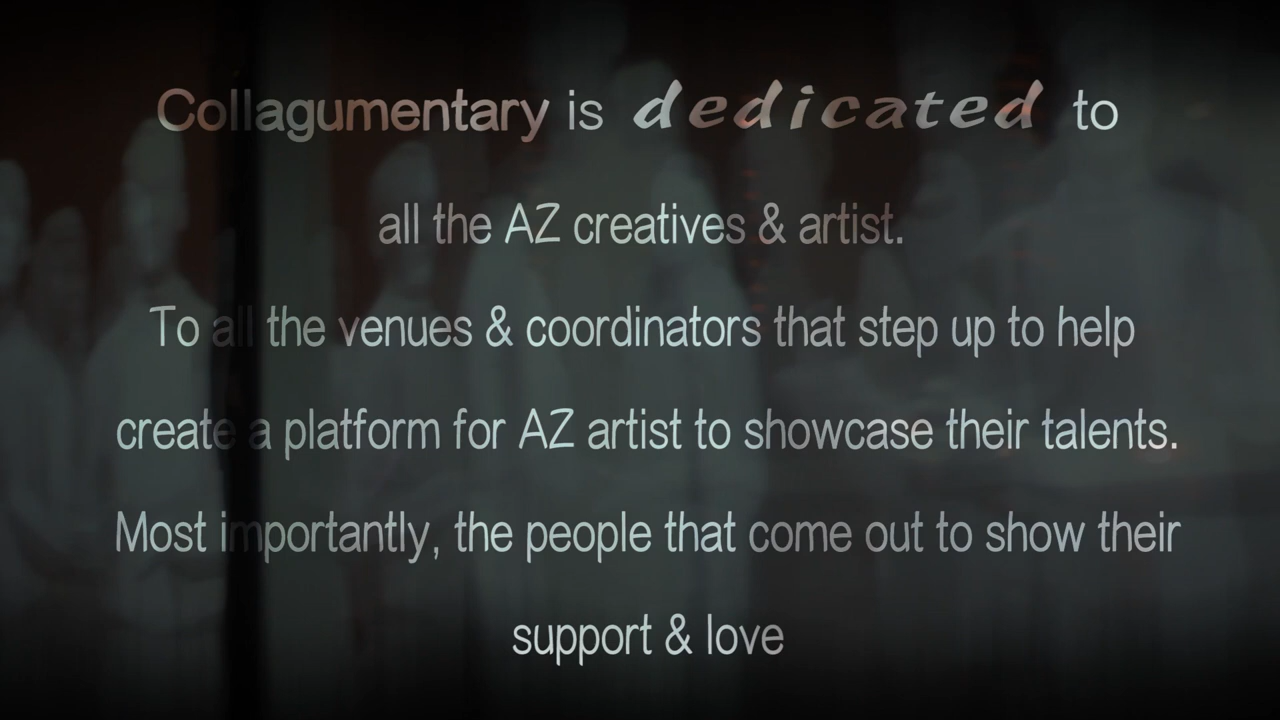 Collagumentary is dedicated to
all the AZ creatives & artist.
To all the venues & coordinators that step up to help
create a platform for AZ artist to showcase their talents.
Most importantly, the people that come out to show their
support & love